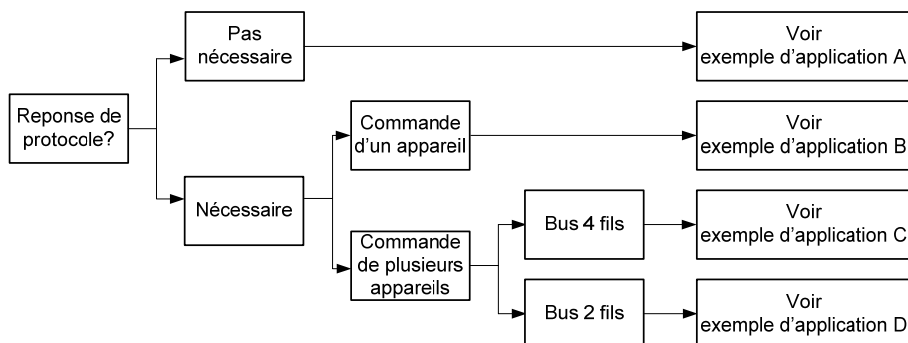 Reponse de
protocole?
Pas
nécessaire
Voir
exemple d'application A
Nécessaire
Commande
d'un appareil
Voir
exemple d'application B
Commande
de plusieurs
appareils
Bus 4 fils
Voir
exemple d'application C
Bus 2 fils
Voir
exemple d'application D